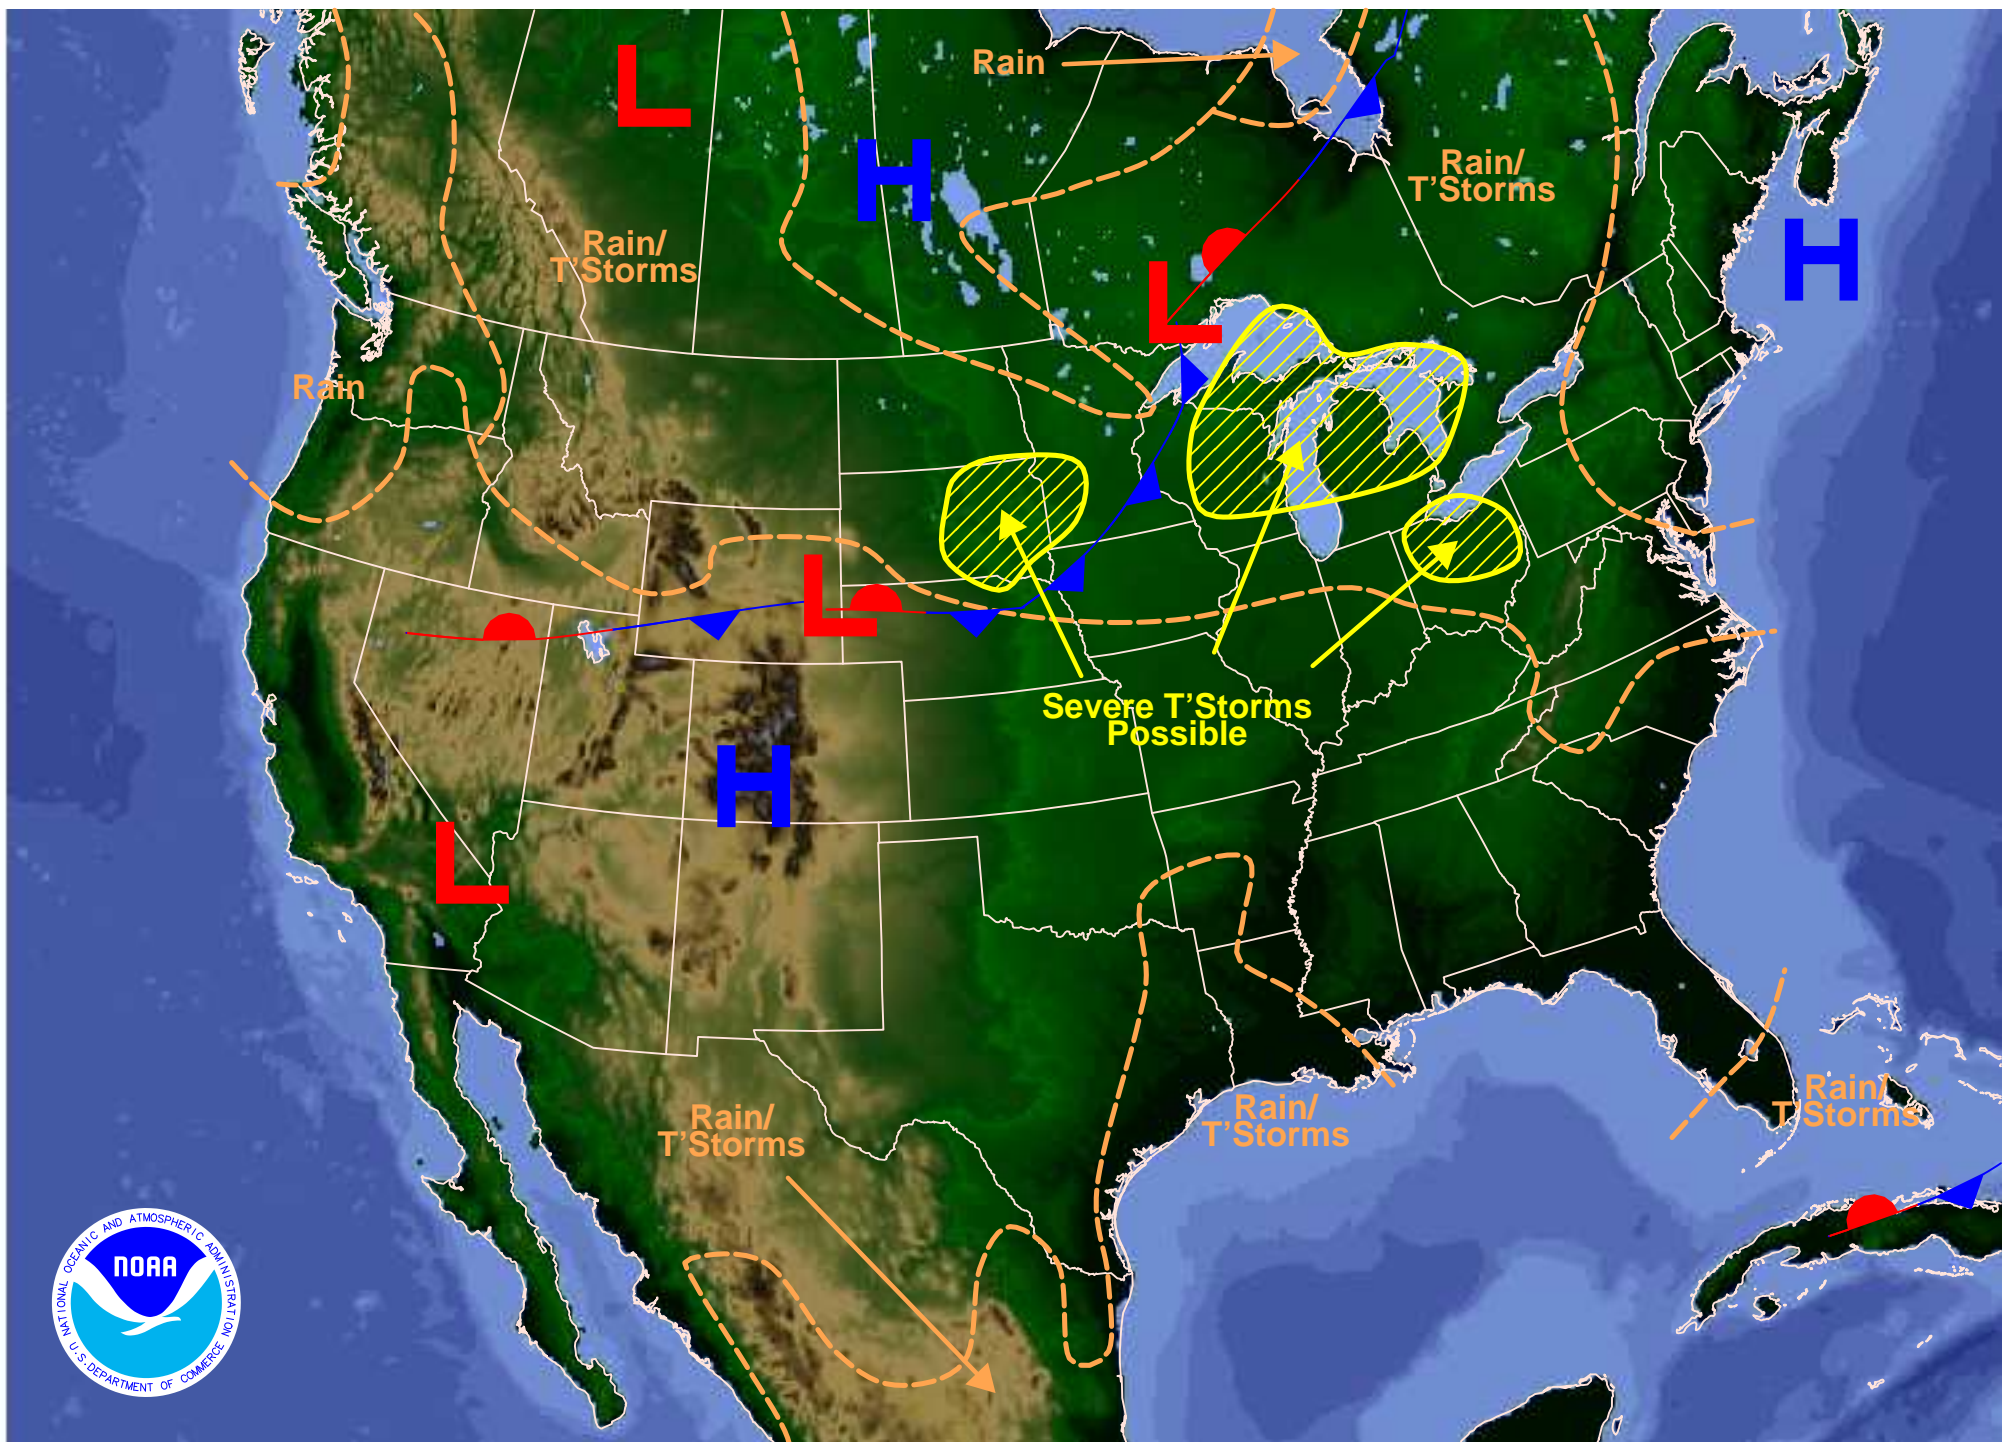 L
Rain
H
Rain/
T'Storms
Rain/
T'Storms
H
L
Rain
L
Severe T'Storms
Possible
H
L
Rain/
T'Storms
Rain/
T'Storms
Rain/
T'Storms
NATIONAL OCEANIC AND ATMOSPHERIC ADMINISTRATION
NOAA
U.S. DEPARTMENT OF COMMERCE